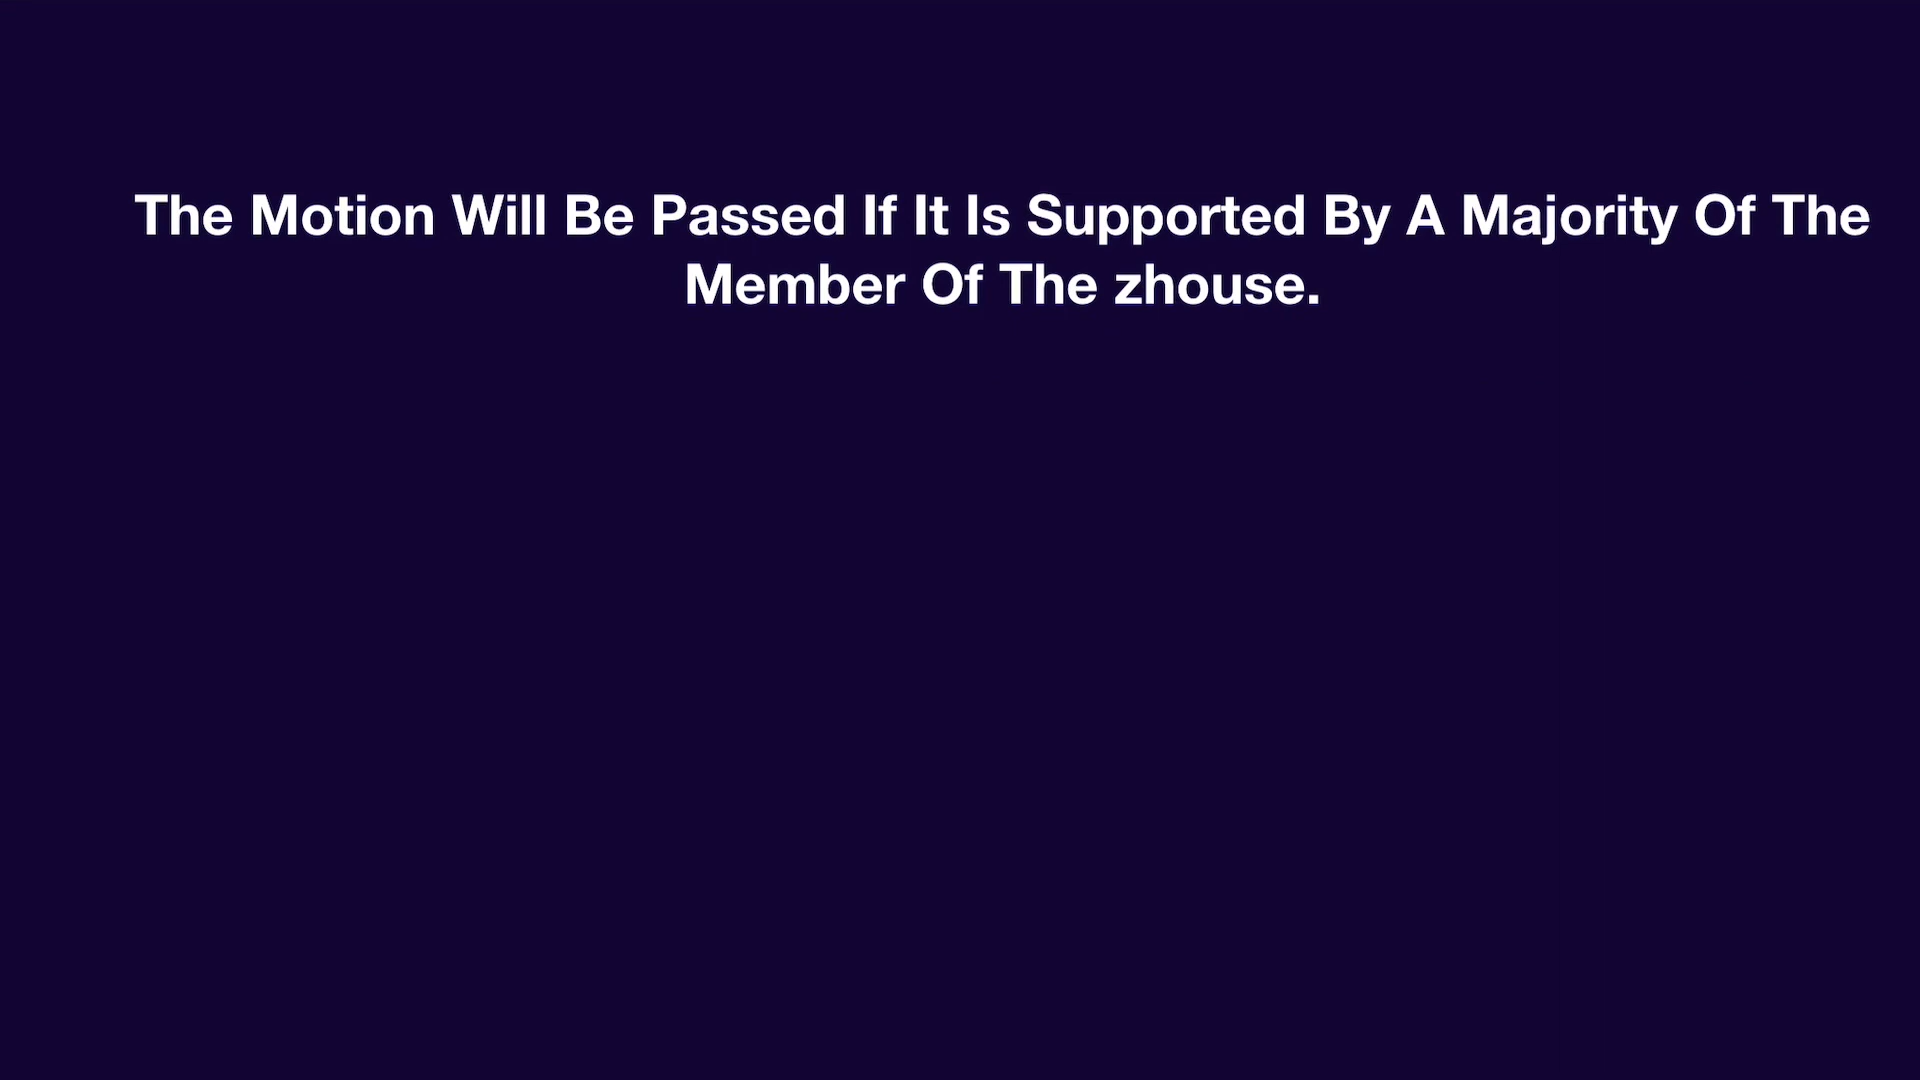 The Motion Will Be Passed If It Is Supported By A Majority Of The
Member Of The zhouse.